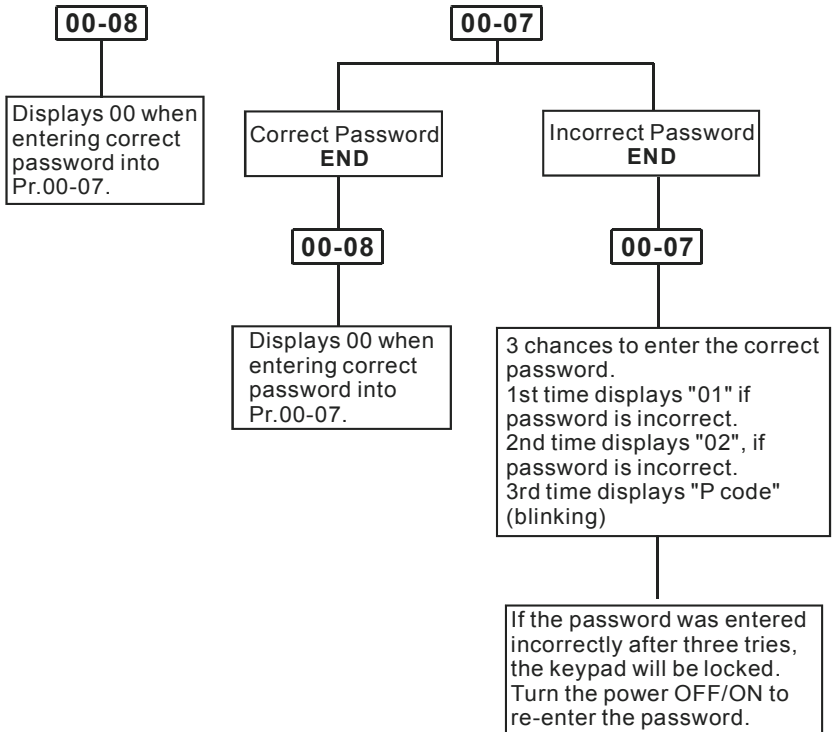 00-08
Displays 00 when
entering correct
password into
Pr.00-07.
00-07
Correct Password
END
00-08
Displays 00 when
entering correct
password into
Pr.00-07.
Incorrect Password
END
00-07
3 chances to enter the correct
password.
1st time displays "01" if
password is incorrect.
2nd time displays "02", if
password is incorrect.
3rd time displays "P code"
(blinking)
If the password was entered
incorrectly after three tries,
the keypad will be locked.
Turn the power OFF/ON to
re-enter the password.